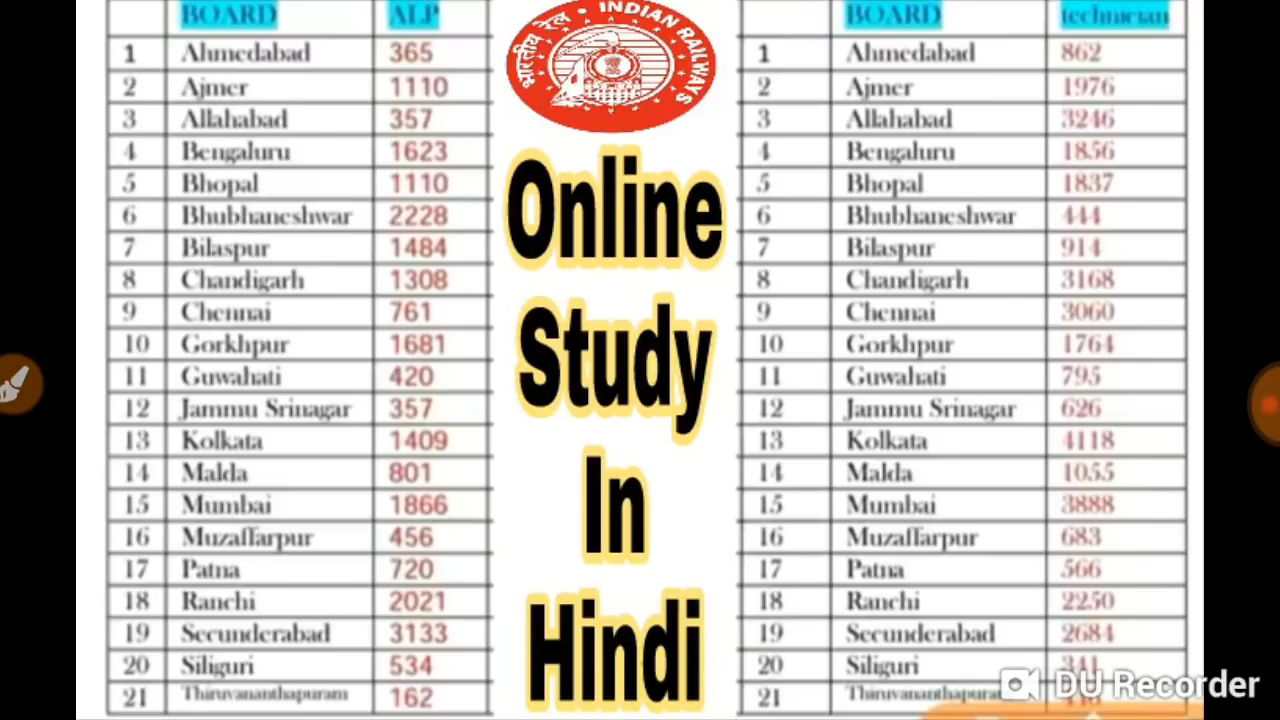 BOARD ALP
1 Ahmedabad 365
2 Ajmer 1110
3 Allahabad 357
4 Bengaluru 1623
5 Bhopal 1110
6 Bhubhaneshwar 2228
7 Bilaspur 1484
8 Chandigarh 1308
9 Chennai 761
10 Gorkhpur 1681
11 Guwahati 420
12 Jammu Srinagar 357
13 Kolkata 1409
14 Malda 801
15 Mumbai 1866
16 Muzaffarpur 456
17 Patna 720
18 Ranchi 2021
19 Secunderabad 3133
20 Siliguri 534
21 Thiruvananthapuram 162
भारतीय रेल • INDIAN RAILWAYS
Online
Study
In
Hindi
BOARD technician
1 Ahmedabad 862
2 Ajmer 1976
3 Allahabad 3246
4 Bengaluru 1856
5 Bhopal 1837
6 Bhubhaneshwar 444
7 Bilaspur 914
8 Chandigarh 3168
9 Chennai 3060
10 Gorkhpur 1764
11 Guwahati 795
12 Jammu Srinagar 626
13 Kolkata 4118
14 Malda 1055
15 Mumbai 3888
16 Muzaffarpur 683
17 Patna 566
18 Ranchi 2250
19 Secunderabad 2684
20 Siliguri 341
21
DU Recorder